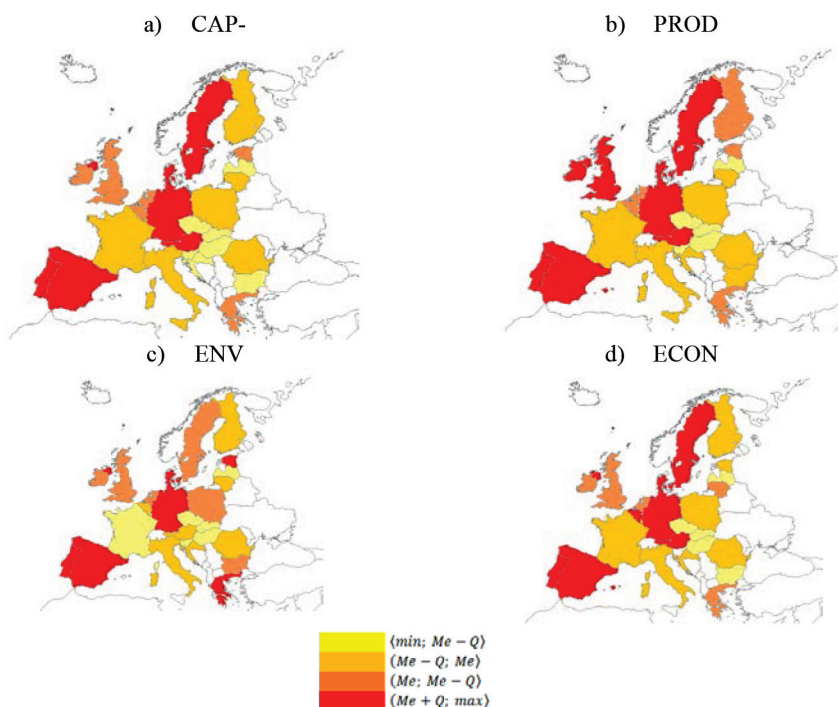 a) CAP-
b) PROD
c) ENV
d) ECON
⟨min; Me − Q⟩
(Me − Q; Me⟩
(Me; Me − Q⟩
(Me + Q; max⟩